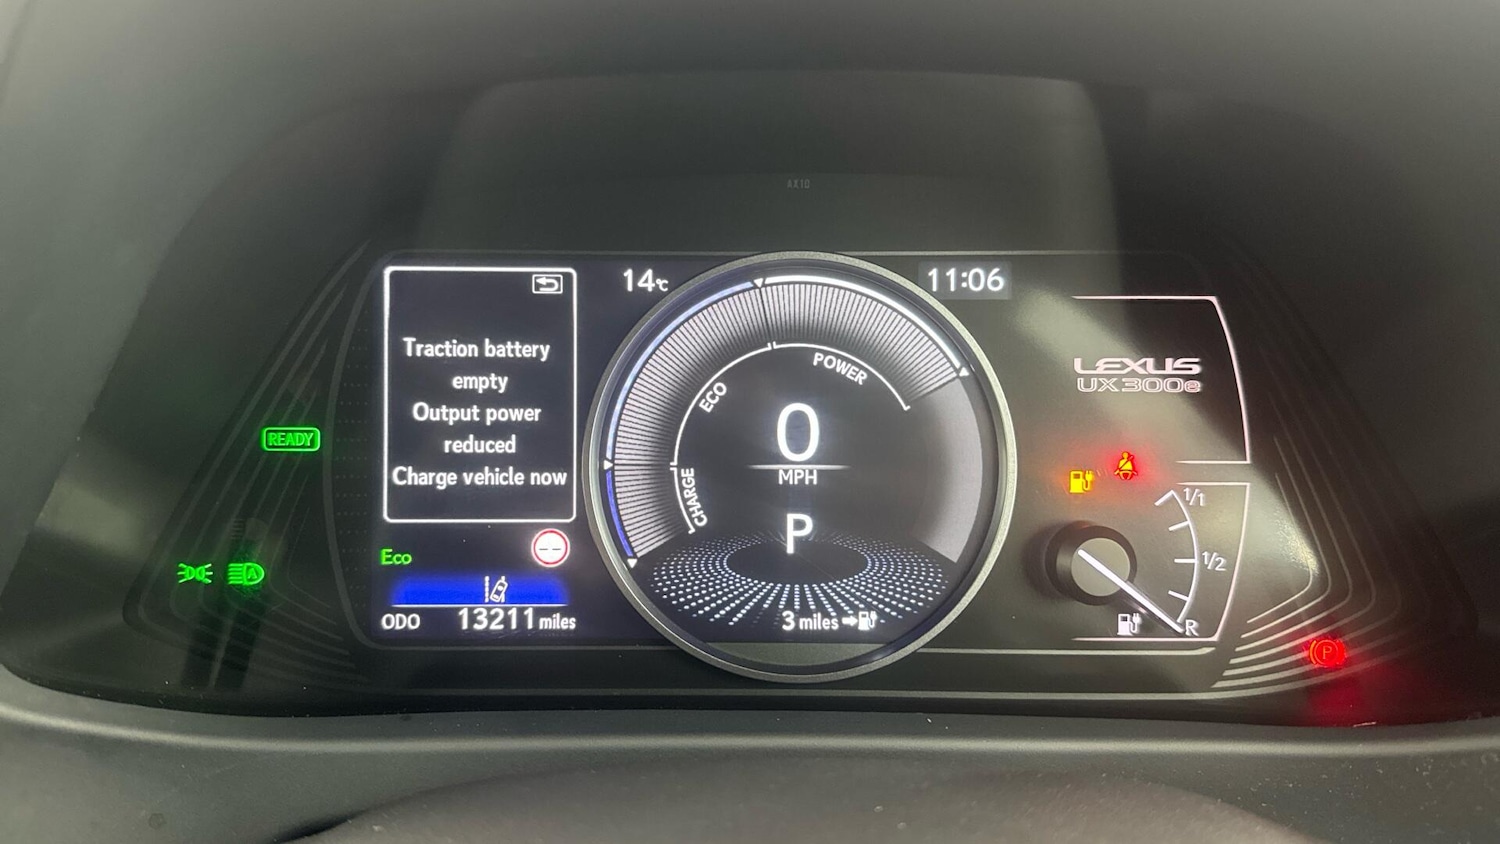 AX10
14°C
11:06
Traction battery
empty
Output power
reduced
Charge vehicle now
LEXUS
UX300e
POWER
ECO
CHARGE
0
MPH
P
READY
Eco
A
ODO 13211 miles
3 miles
1/1
1/2
R
P